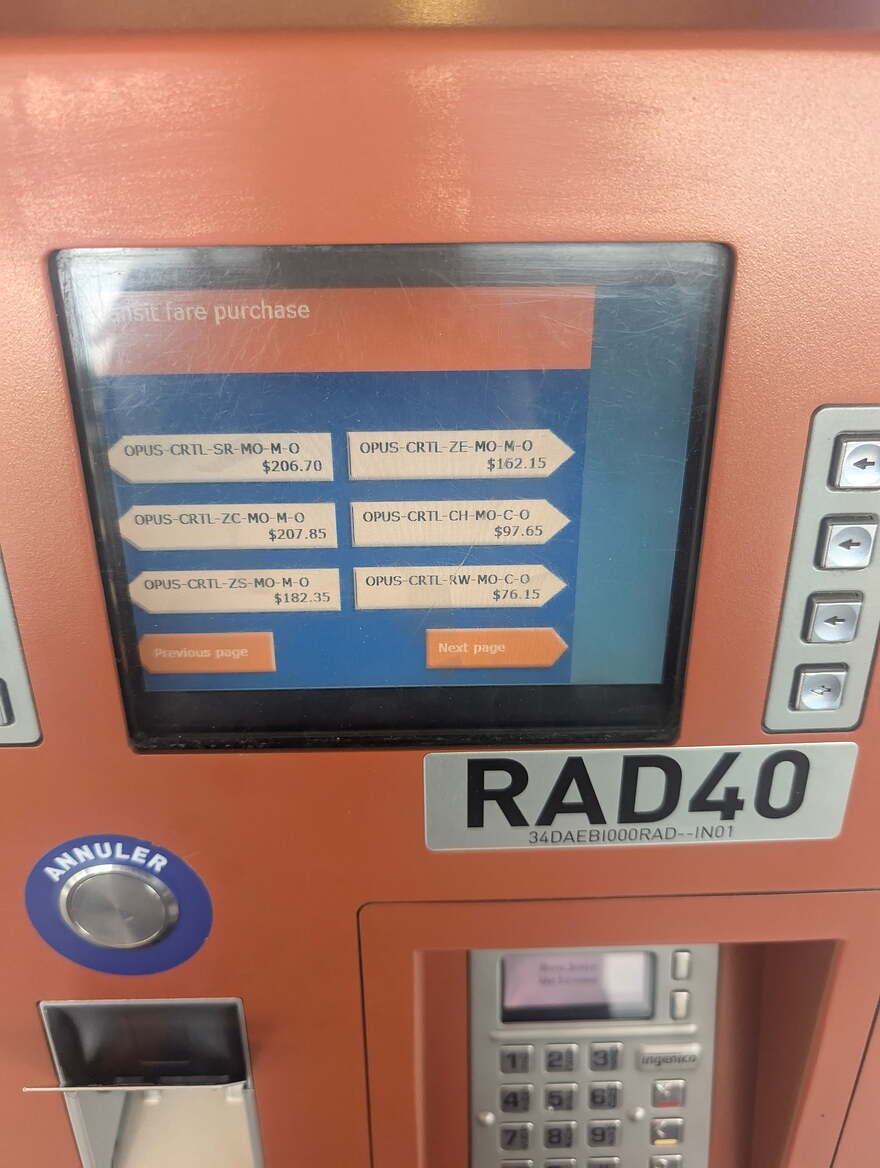 ansit fare purchase
OPUS-CRTL-SR-MO-M-O
$206.70
OPUS-CRTL-ZE-MO-M-O
$162.15
OPUS-CRTL-ZC-MO-M-O
$207.85
OPUS-CRTL-CH-MO-C-O
$97.65
OPUS-CRTL-ZS-MO-M-O
$182.35
OPUS-CRTL-RW-MO-C-O
$76.15
Previous page
Next page
RAD40
34DAEBI000RAD--IN01
ANNULER
ingenico
1 2 3
4 5 6
7 8 9